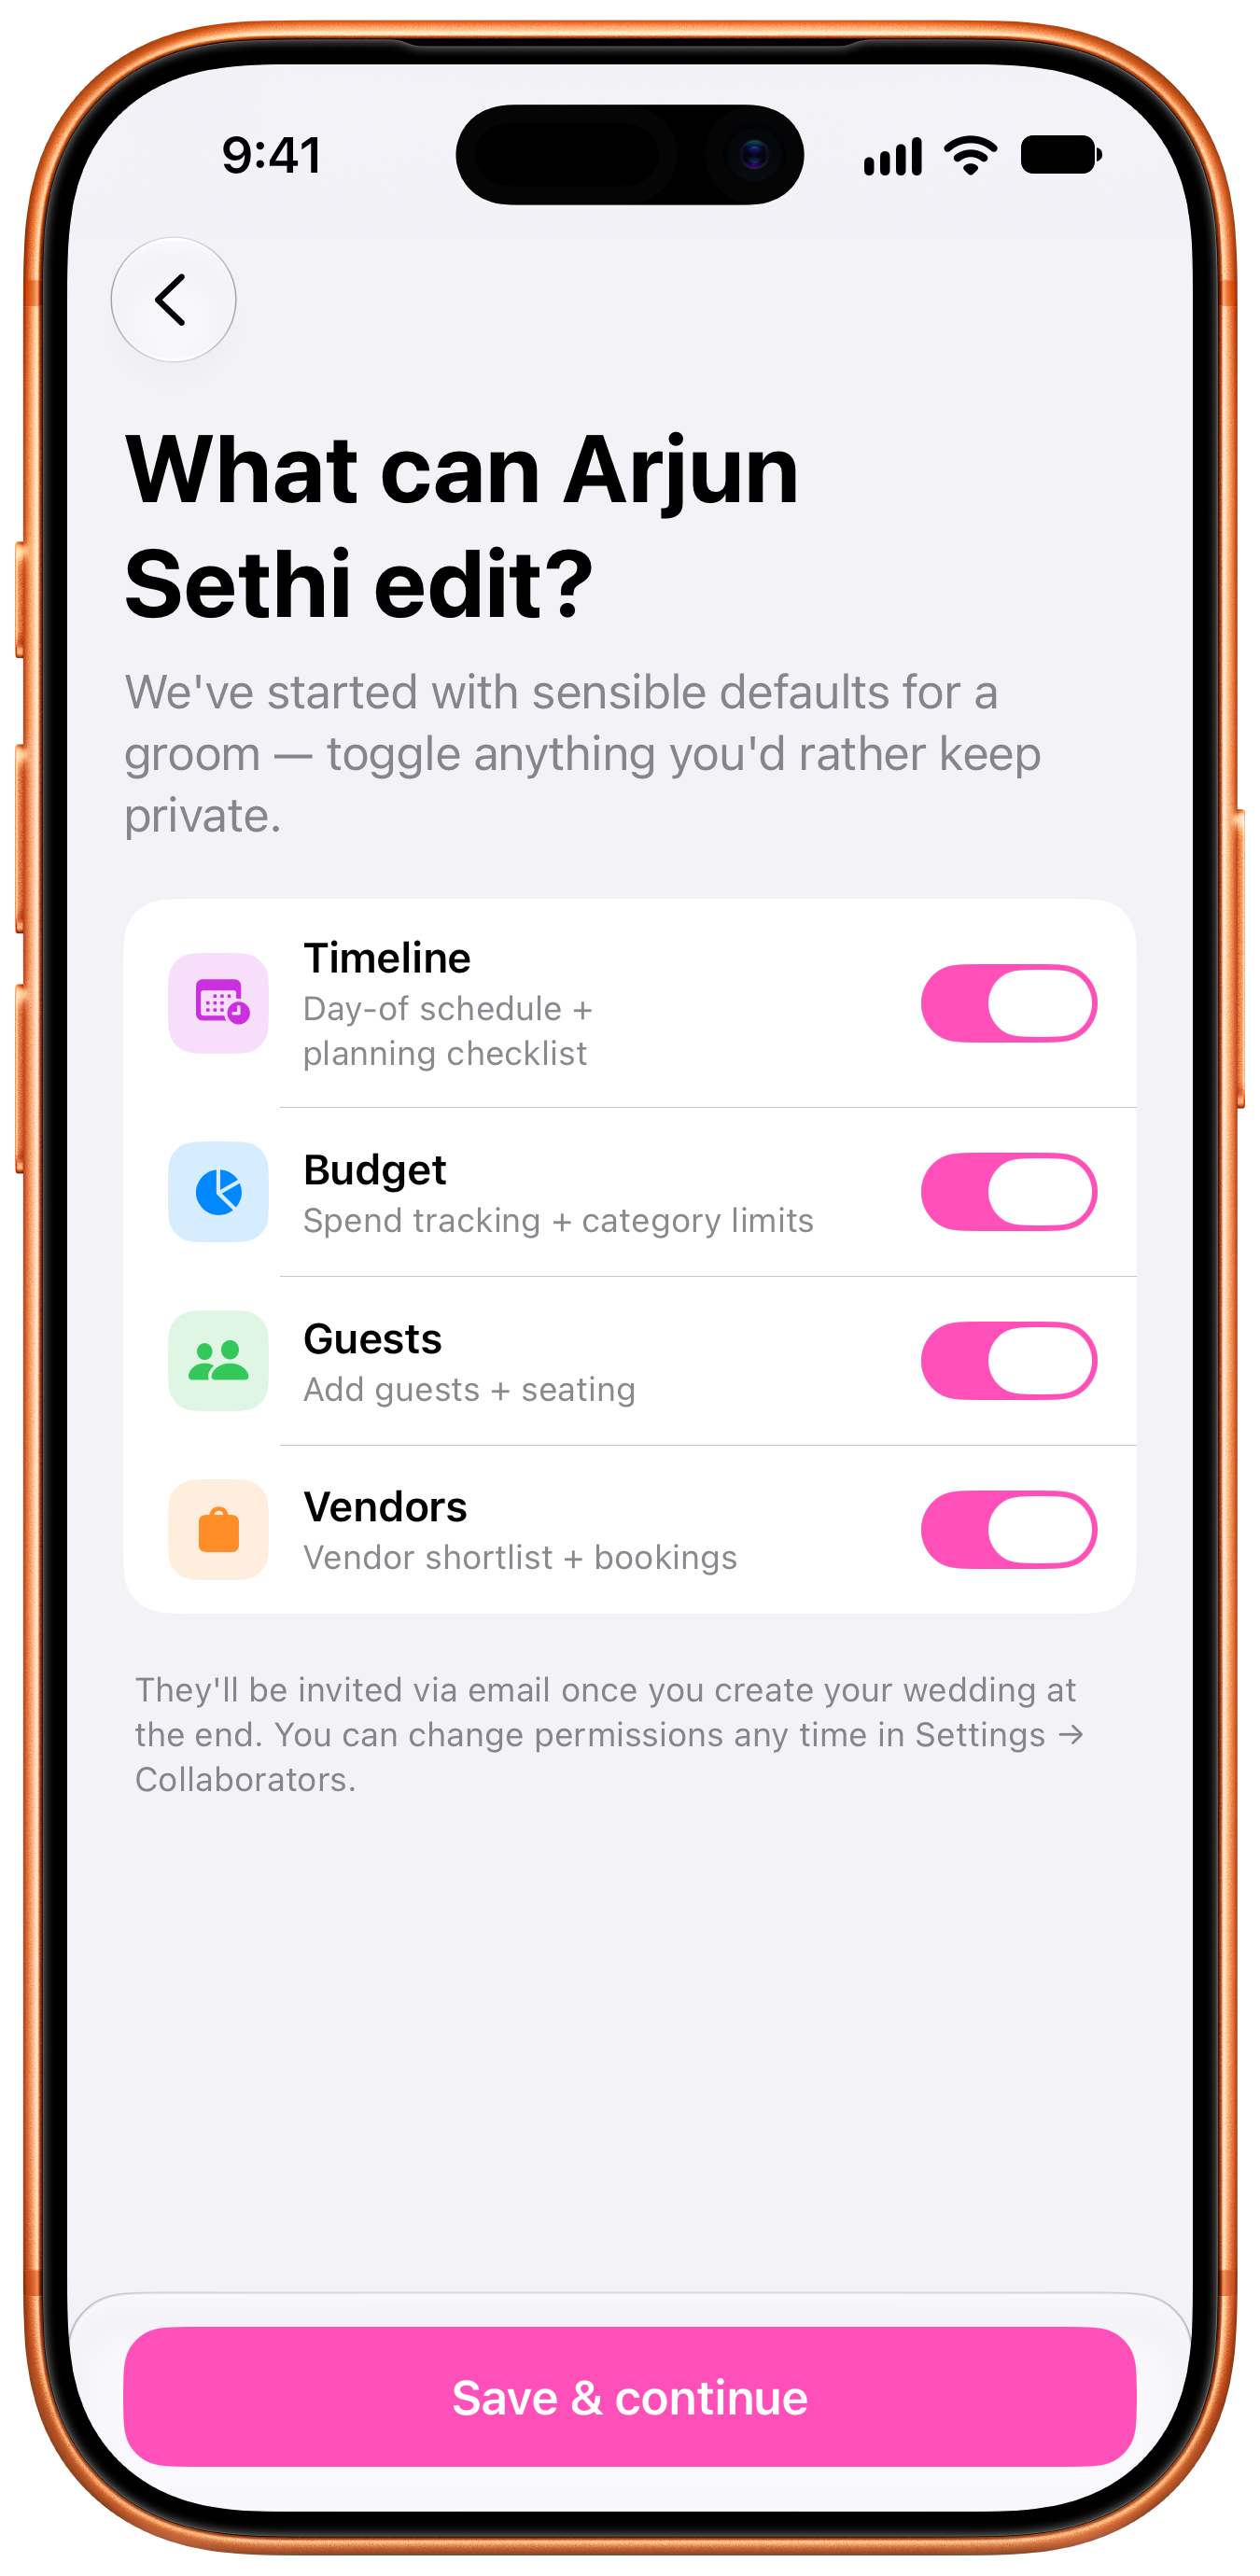 9:41
What can Arjun
Sethi edit?
We've started with sensible defaults for a
groom — toggle anything you'd rather keep
private.
Timeline
Day-of schedule +
planning checklist
Budget
Spend tracking + category limits
Guests
Add guests + seating
Vendors
Vendor shortlist + bookings
They'll be invited via email once you create your wedding at
the end. You can change permissions any time in Settings →
Collaborators.
Save & continue